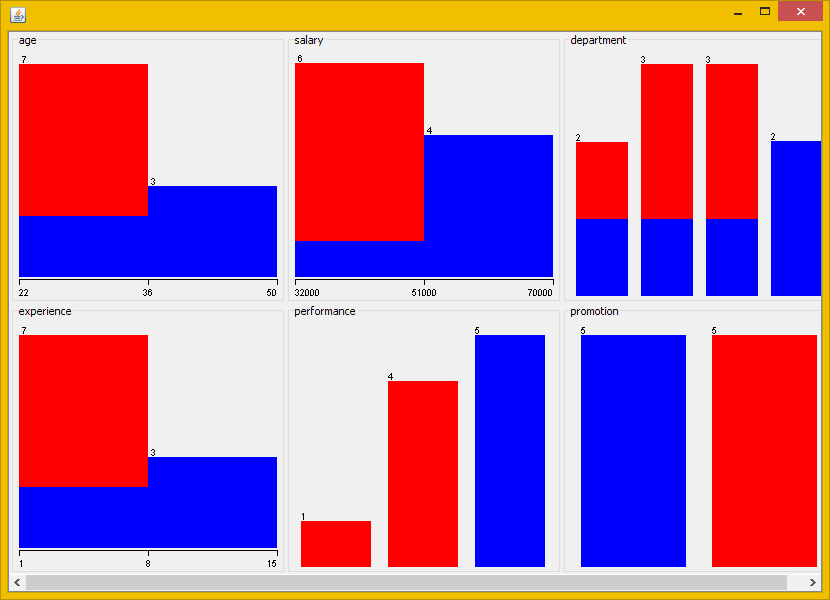 age
7
3
22 36 50
salary
6
4
32000 51000 70000
department
2
3
3
2
experience
7
3
1 8 15
performance
1
4
5
promotion
5
5